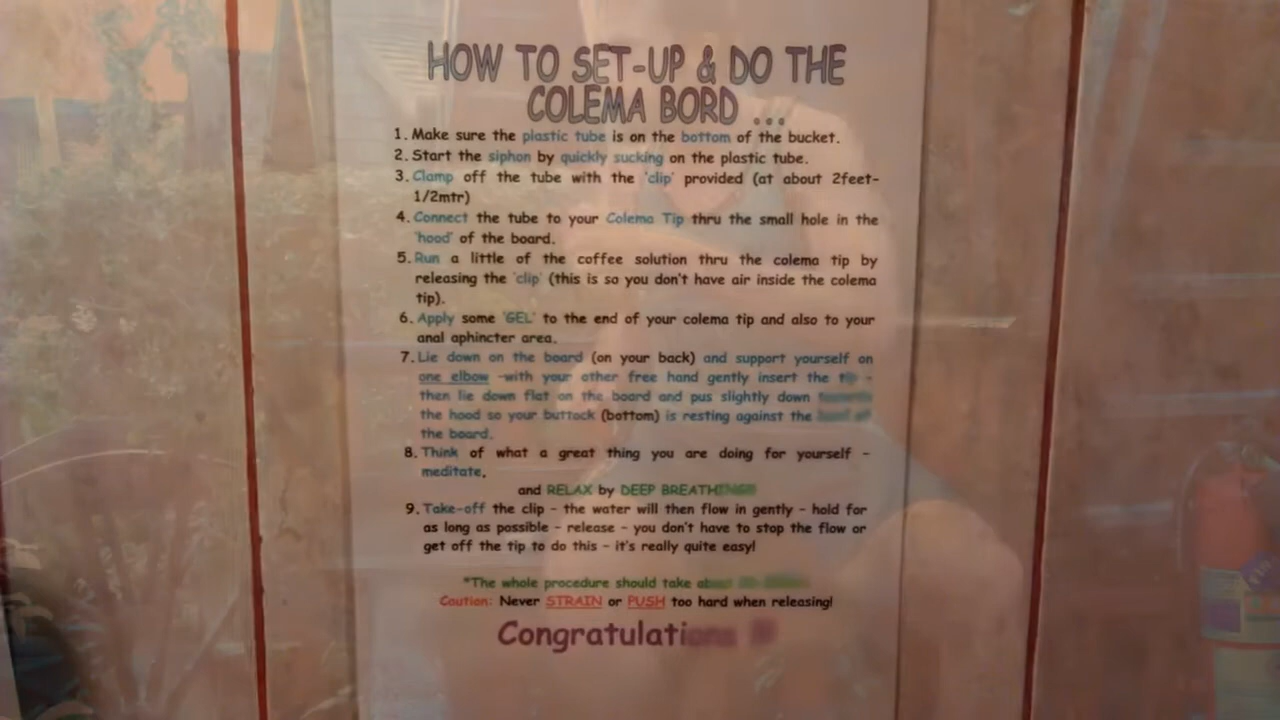 HOW TO SET-UP & DO THE
COLEMA BORD ...
1. Make sure the plastic tube is on the bottom of the bucket.
2. Start the siphon by quickly sucking on the plastic tube.
3. Clamp off the tube with the 'clip' provided (at about 2feet-
1/2mtr)
4. Connect the tube to your Colema Tip thru the small hole in the
'hood' of the board.
5. Run a little of the coffee solution thru the colema tip by
releasing the 'clip' (this is so you don't have air inside the colema
tip).
6. Apply some 'GEL' to the end of your colema tip and also to your
anal aphincter area.
7. Lie down on the board (on your back) and support yourself on
one elbow -with your other free hand gently insert the -
then lie down flat on the board and pus slightly down
the hood so your buttock (bottom) is resting against the
the board.
8. Think of what a great thing you are doing for yourself -
meditate,
and RELAX by DEEP
9. Take-off the clip - the water will then flow in gently - hold for
as long as possible - release - you don't have to stop the flow or
get off the tip to do this - it's really quite easy!
*The whole procedure should take
Caution: Never STRAIN or PUSH too hard when releasing!